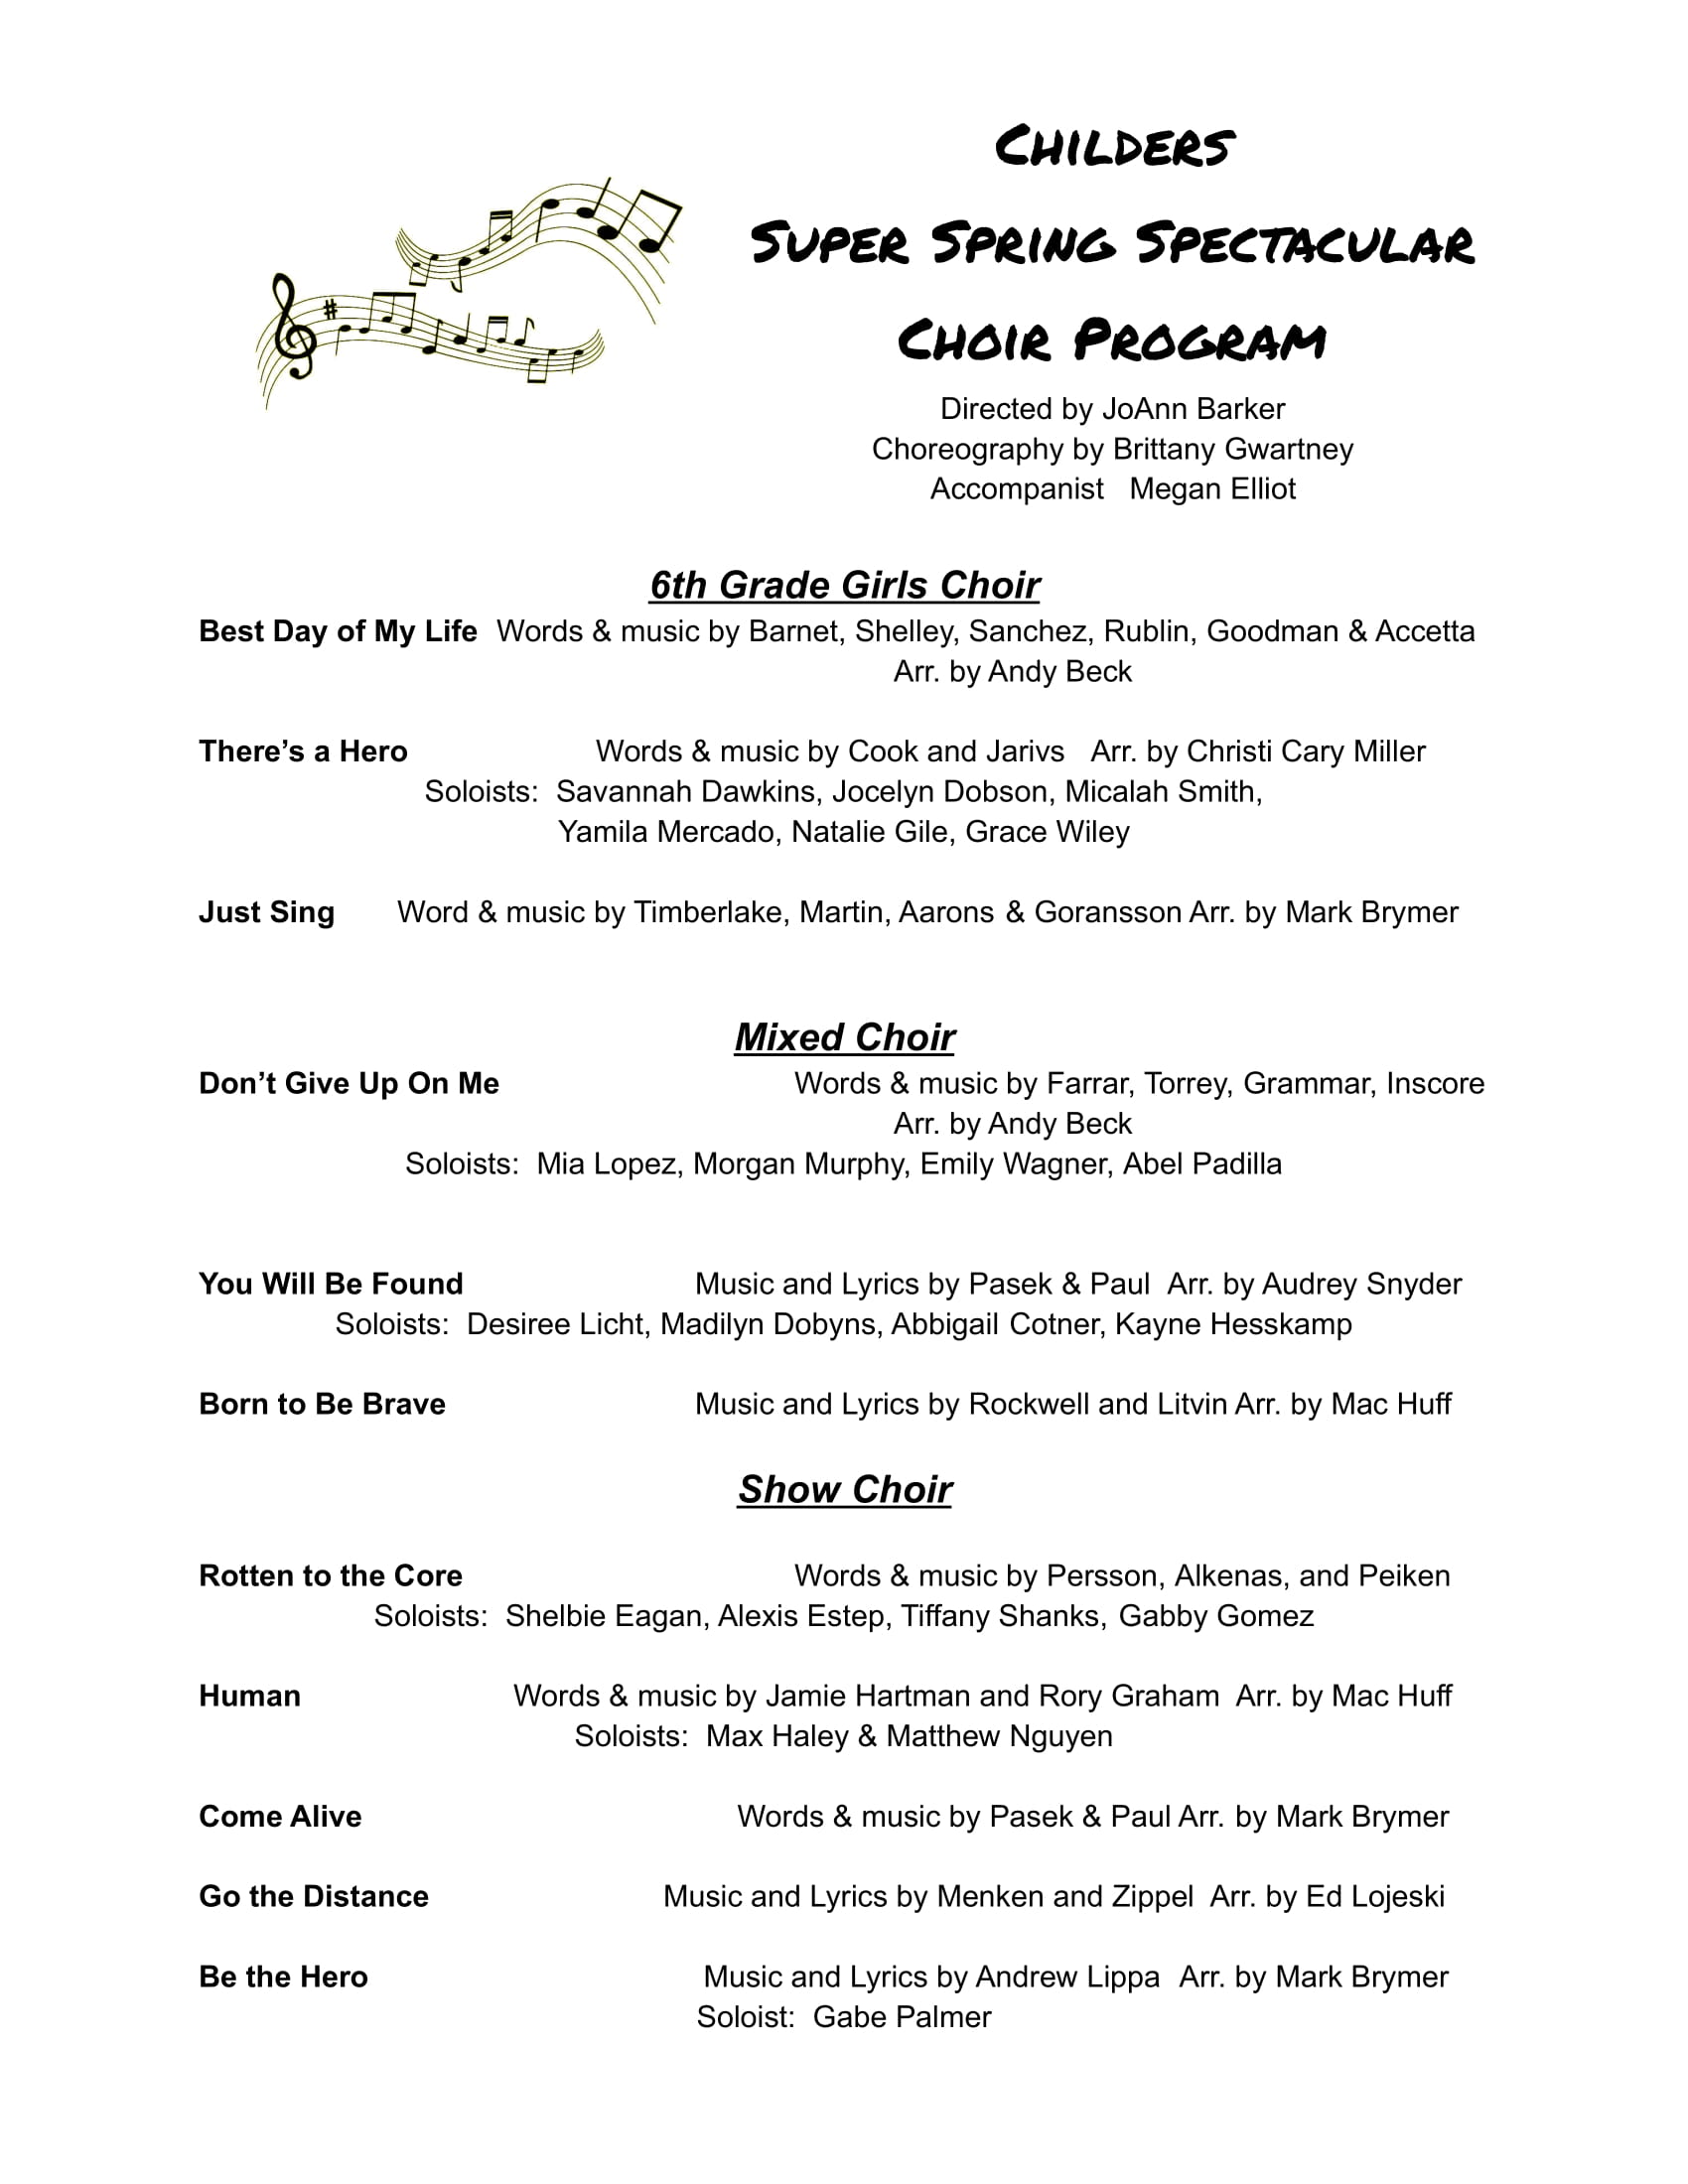 Childers
Super Spring Spectacular
Choir Program
Directed by JoAnn Barker
Choreography by Brittany Gwartney
Accompanist Megan Elliot
6th Grade Girls Choir
Best Day of My Life Words & music by Barnet, Shelley, Sanchez, Rublin, Goodman & Accetta
Arr. by Andy Beck
There’s a Hero Words & music by Cook and Jarivs Arr. by Christi Cary Miller
Soloists: Savannah Dawkins, Jocelyn Dobson, Micalah Smith,
Yamila Mercado, Natalie Gile, Grace Wiley
Just Sing Word & music by Timberlake, Martin, Aarons & Goransson Arr. by Mark Brymer
Mixed Choir
Don’t Give Up On Me Words & music by Farrar, Torrey, Grammar, Inscore
Arr. by Andy Beck
Soloists: Mia Lopez, Morgan Murphy, Emily Wagner, Abel Padilla
You Will Be Found Music and Lyrics by Pasek & Paul Arr. by Audrey Snyder
Soloists: Desiree Licht, Madilyn Dobyns, Abbigail Cotner, Kayne Hesskamp
Born to Be Brave Music and Lyrics by Rockwell and Litvin Arr. by Mac Huff
Show Choir
Rotten to the Core Words & music by Persson, Alkenas, and Peiken
Soloists: Shelbie Eagan, Alexis Estep, Tiffany Shanks, Gabby Gomez
Human Words & music by Jamie Hartman and Rory Graham Arr. by Mac Huff
Soloists: Max Haley & Matthew Nguyen
Come Alive Words & music by Pasek & Paul Arr. by Mark Brymer
Go the Distance Music and Lyrics by Menken and Zippel Arr. by Ed Lojeski
Be the Hero Music and Lyrics by Andrew Lippa Arr. by Mark Brymer
Soloist: Gabe Palmer